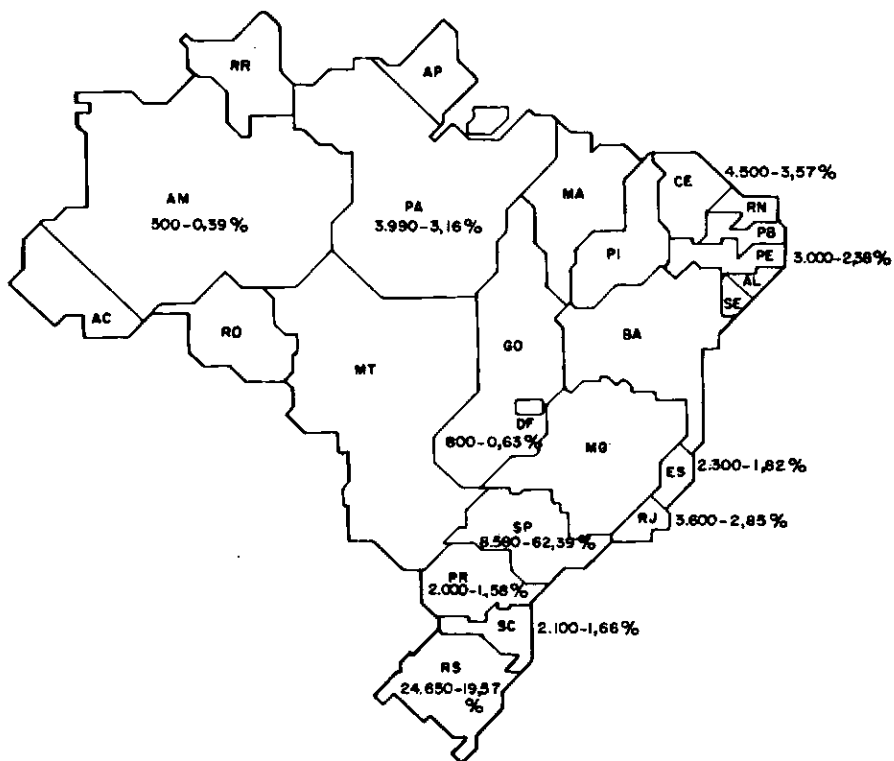 RR
AP
AM
500-0,39%
PA
3.990-3,16%
MA
CE
4.500-3,57%
RN
PB
PI
PE
3.000-2,38%
AL
SE
AC
RO
BA
MT
GO
DF
800-0,63%
MG
ES
2.300-1,82%
RJ
3.600-2,85%
SP
8.580-62,39%
PR
2.000-1,58%
SC
2.100-1,66%
RS
24.650-19,57
%